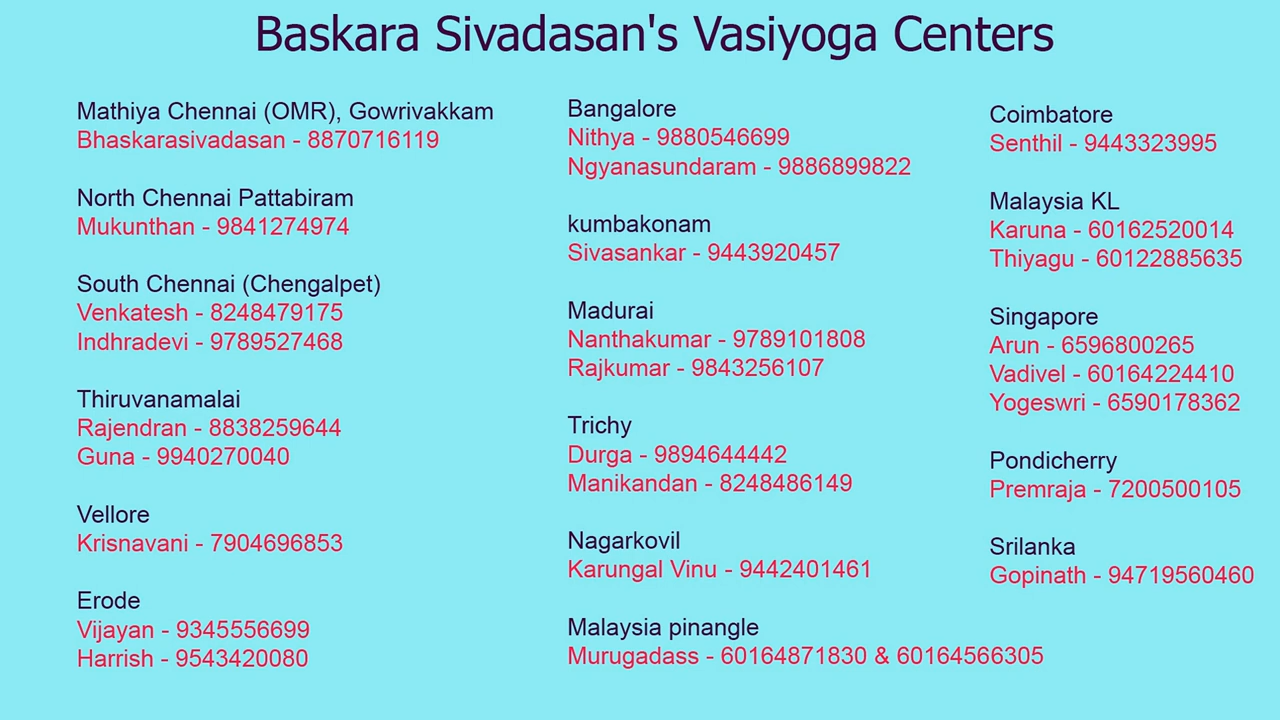 Baskara Sivadasan's Vasiyoga Centers
Mathiya Chennai (OMR), Gowrivakkam
Bhaskarasivadasan - 8870716119
North Chennai Pattabiram
Mukunthan - 9841274974
South Chennai (Chengalpet)
Venkatesh - 8248479175
Indhradevi - 9789527468
Thiruvanamalai
Rajendran - 8838259644
Guna - 9940270040
Vellore
Krisnavani - 7904696853
Erode
Vijayan - 9345556699
Harrish - 9543420080
Bangalore
Nithya - 9880546699
Ngyanasundaram - 9886899822
kumbakonam
Sivasankar - 9443920457
Madurai
Nanthakumar - 9789101808
Rajkumar - 9843256107
Trichy
Durga - 9894644442
Manikandan - 8248486149
Nagarkovil
Karungal Vinu - 9442401461
Malaysia pinangle
Murugadass - 60164871830 & 60164566305
Coimbatore
Senthil - 9443323995
Malaysia KL
Karuna - 60162520014
Thiyagu - 60122885635
Singapore
Arun - 6596800265
Vadivel - 60164224410
Yogeswri - 6590178362
Pondicherry
Premraja - 7200500105
Srilanka
Gopinath - 94719560460